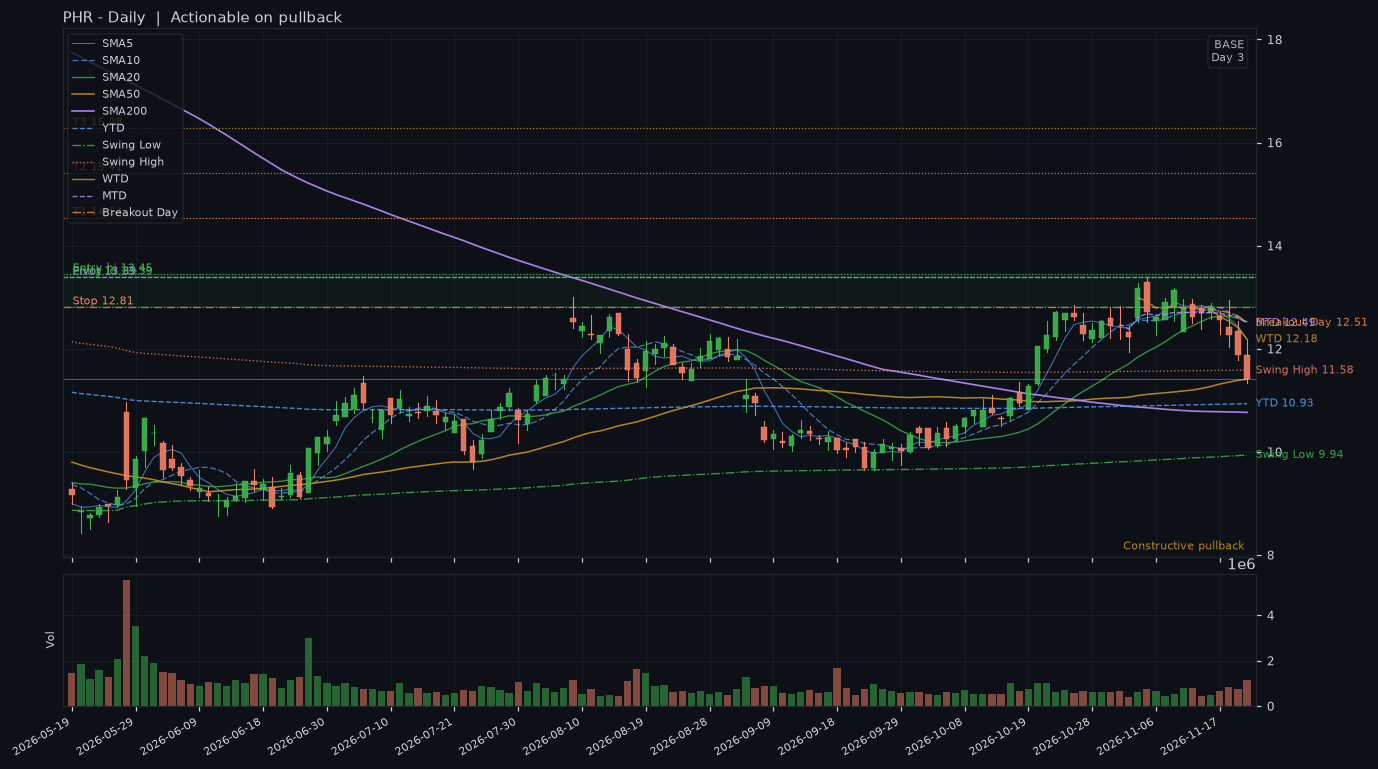 PHR - Daily | Actionable on pullback
SMA5
SMA10
SMA20
SMA50
SMA200
YTD
Swing Low
Swing High
WTD
MTD
Breakout Day
BASE
Day 3
18
16
14
12
10
8
Stop 12.81
Breakout Day 12.51
WTD 12.18
Swing High 11.58
YTD 10.93
Swing Low 9.94
Constructive pullback
1e6
Vol
4
2
0
2026-05-19
2026-05-29
2026-06-09
2026-06-18
2026-06-30
2026-07-10
2026-07-21
2026-07-30
2026-08-10
2026-08-19
2026-08-28
2026-09-09
2026-09-18
2026-09-29
2026-10-08
2026-10-19
2026-10-28
2026-11-06
2026-11-17